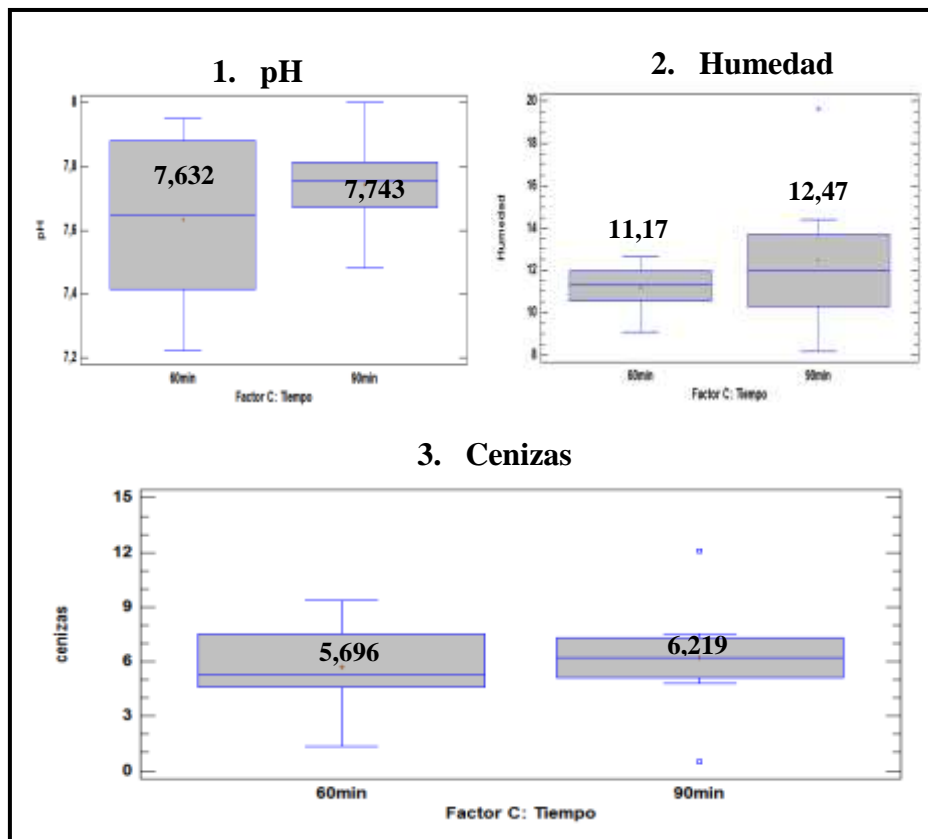 1. pH
8
7,8
7,6
7,4
7,2
pH
7,632
7,743
60min
90min
Factor C: Tiempo
2. Humedad
20
18
16
14
12
10
8
Humedad
11,17
12,47
60min
90min
Factor C: Tiempo
3. Cenizas
15
12
9
6
3
0
cenizas
5,696
6,219
60min
90min
Factor C: Tiempo